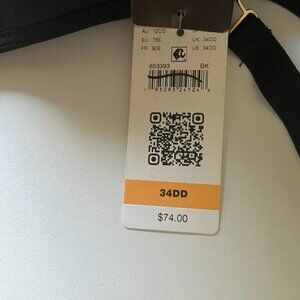 AU 12DD
EU 75E UK 34DD
FR 90E US 34DD
853393 BK
34DD
$74.00